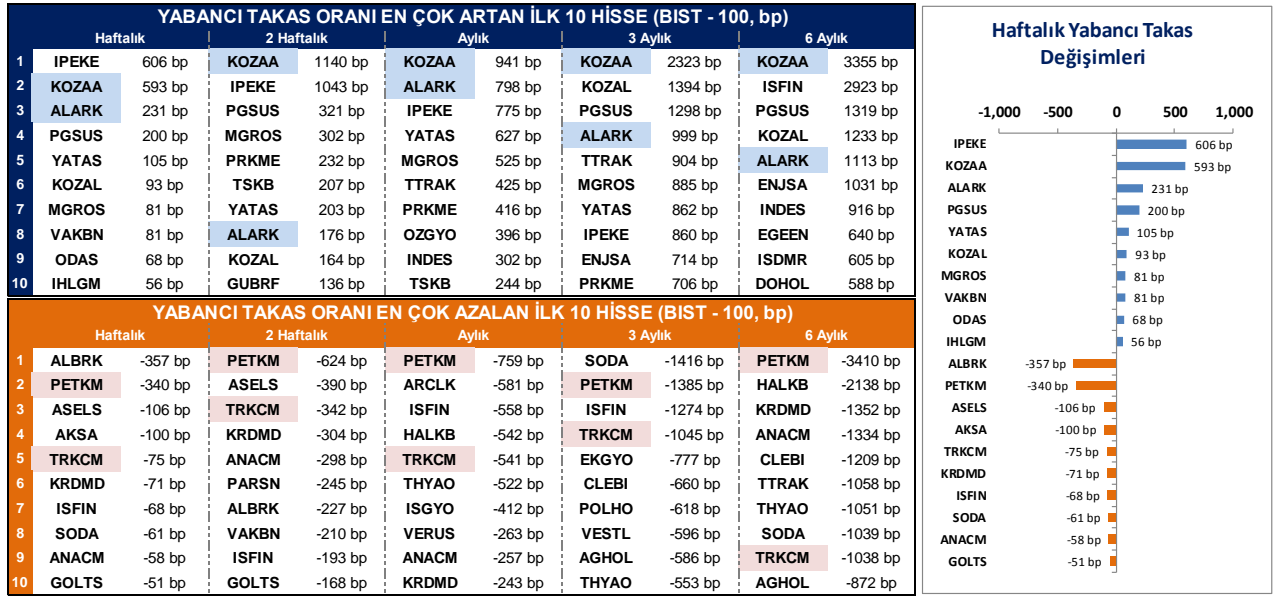 YABANCI TAKAS ORANI EN ÇOK ARTAN İLK 10 HİSSE (BIST - 100, bp)
Haftalık 2 Haftalık Aylık 3 Aylık 6 Aylık
1 IPEKE 606 bp KOZAA 1140 bp KOZAA 941 bp KOZAA 2323 bp KOZAA 3355 bp
2 KOZAA 593 bp IPEKE 1043 bp ALARK 798 bp KOZAL 1394 bp ISFIN 2923 bp
3 ALARK 231 bp PGSUS 321 bp IPEKE 775 bp PGSUS 1298 bp PGSUS 1319 bp
4 PGSUS 200 bp MGROS 302 bp YATAS 627 bp ALARK 999 bp KOZAL 1233 bp
5 YATAS 105 bp PRKME 232 bp MGROS 525 bp TTRAK 904 bp ALARK 1113 bp
6 KOZAL 93 bp TSKB 207 bp TTRAK 425 bp MGROS 885 bp ENJSA 1031 bp
7 MGROS 81 bp YATAS 203 bp PRKME 416 bp YATAS 862 bp INDES 916 bp
8 VAKBN 81 bp ALARK 176 bp OZGYO 396 bp IPEKE 860 bp EGEEN 640 bp
9 ODAS 68 bp KOZAL 164 bp INDES 302 bp ENJSA 714 bp ISDMR 605 bp
10 IHLGM 56 bp GUBRF 136 bp TSKB 244 bp PRKME 706 bp DOHOL 588 bp
YABANCI TAKAS ORANI EN ÇOK AZALAN İLK 10 HİSSE (BIST - 100, bp)
Haftalık 2 Haftalık Aylık 3 Aylık 6 Aylık
1 ALBRK -357 bp PETKM -624 bp PETKM -759 bp SODA -1416 bp PETKM -3410 bp
2 PETKM -340 bp ASELS -390 bp ARCLK -581 bp PETKM -1385 bp HALKB -2138 bp
3 ASELS -106 bp TRKCM -342 bp ISFIN -558 bp ISFIN -1274 bp KRDMD -1352 bp
4 AKSA -100 bp KRDMD -304 bp HALKB -542 bp TRKCM -1045 bp ANACM -1334 bp
5 TRKCM -75 bp ANACM -298 bp TRKCM -541 bp EKGYO -777 bp CLEBI -1209 bp
6 KRDMD -71 bp PARSN -245 bp THYAO -522 bp CLEBI -660 bp TTRAK -1058 bp
7 ISFIN -68 bp ALBRK -227 bp ISGYO -412 bp POLHO -618 bp THYAO -1051 bp
8 SODA -61 bp VAKBN -210 bp VERUS -263 bp VESTL -596 bp SODA -1039 bp
9 ANACM -58 bp ISFIN -193 bp ANACM -257 bp AGHOL -586 bp TRKCM -1038 bp
10 GOLTS -51 bp GOLTS -168 bp KRDMD -243 bp THYAO -553 bp AGHOL -872 bp
Haftalık Yabancı Takas
Değişimleri
-1,000 -500 0 500 1,000
IPEKE 606 bp
KOZAA 593 bp
ALARK 231 bp
PGSUS 200 bp
YATAS 105 bp
KOZAL 93 bp
MGROS 81 bp
VAKBN 81 bp
ODAS 68 bp
IHLGM 56 bp
ALBRK -357 bp
PETKM -340 bp
ASELS -106 bp
AKSA -100 bp
TRKCM -75 bp
KRDMD -71 bp
ISFIN -68 bp
SODA -61 bp
ANACM -58 bp
GOLTS -51 bp